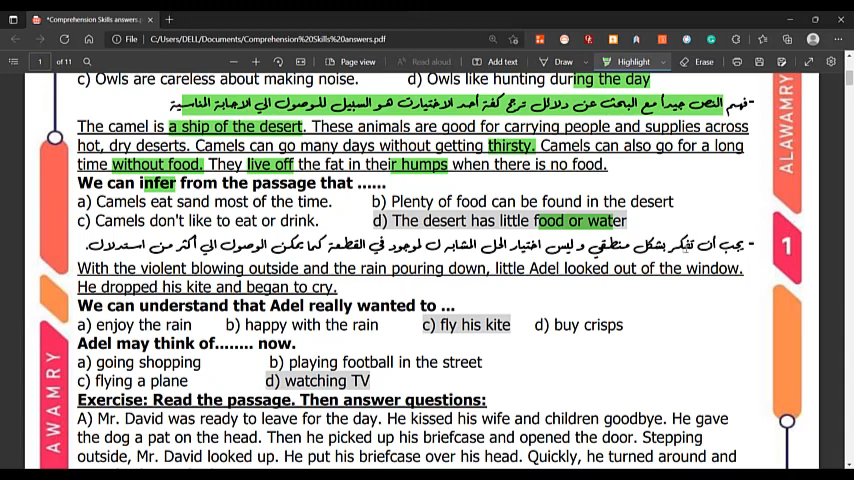 *Comprehension Skills answers.p
File
C:/Users/DELL/Documents/Comprehension%20Skills%20answers.pdf
1 of 11
Page view
Read aloud
Add text
Draw
Highlight
Erase
c) Owls are careless about making noise. d) Owls like hunting during the day
-فهم النص جيداً مع البحث عن دلائل ترجح كفة أحد الاختيارات هو السبيل للوصول الي الاجابة المناسبة
The camel is a ship of the desert. These animals are good for carrying people and supplies across
hot, dry deserts. Camels can go many days without getting thirsty. Camels can also go for a long
time without food. They live off the fat in their humps when there is no food.
We can infer from the passage that ......
a) Camels eat sand most of the time. b) Plenty of food can be found in the desert
c) Camels don't like to eat or drink. d) The desert has little food or water
- يجب أن تفكر بشكل منطقي و ليس اختيار الحل المشابه ل لموجود في القطعة كما يمكن الوصول الي أكثر من استدلال.
With the violent blowing outside and the rain pouring down, little Adel looked out of the window.
He dropped his kite and began to cry.
We can understand that Adel really wanted to ...
a) enjoy the rain b) happy with the rain c) fly his kite d) buy crisps
Adel may think of........ now.
a) going shopping b) playing football in the street
c) flying a plane d) watching TV
Exercise: Read the passage. Then answer questions:
A) Mr. David was ready to leave for the day. He kissed his wife and children goodbye. He gave
the dog a pat on the head. Then he picked up his briefcase and opened the door. Stepping
outside, Mr. David looked up. He put his briefcase over his head. Quickly, he turned around and
ALAWAMRY
1
AWAMRY